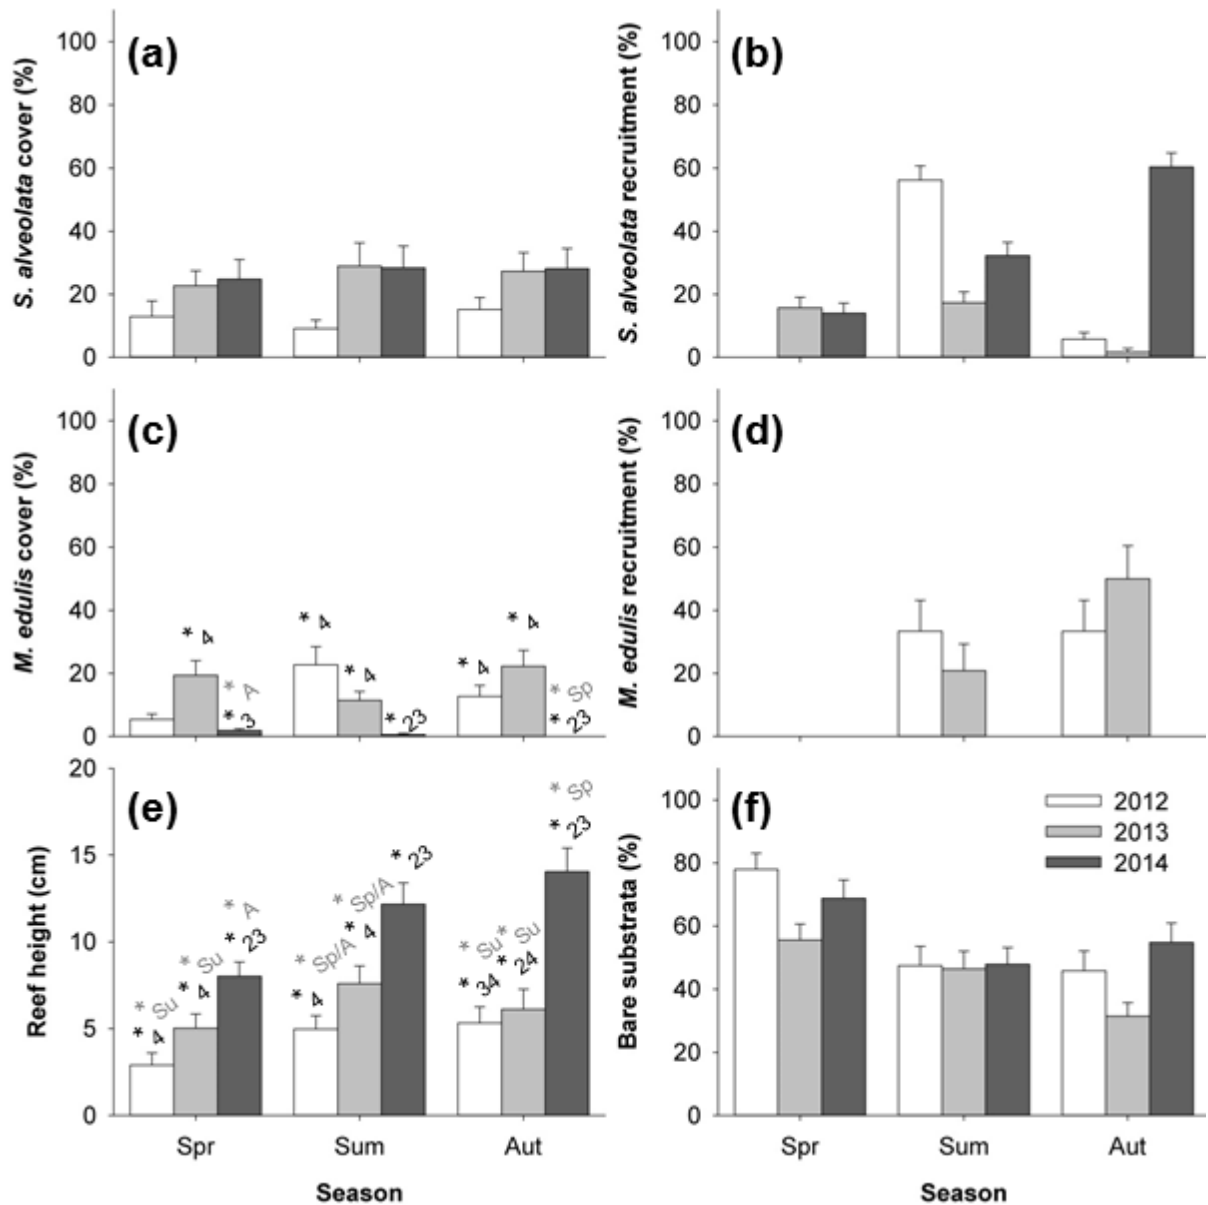 (a)
S. alveolata cover (%)
100
80
60
40
20
0
(b)
S. alveolata recruitment (%)
100
80
60
40
20
0
(c)
M. edulis cover (%)
100
80
60
40
20
0
* 4
* A
* 3
* 4
* 4
* 23
* 4
* 4
* Sp
* 23
(d)
M. edulis recruitment (%)
100
80
60
40
20
0
(e)
Reef height (cm)
20
15
10
5
0
* Su
* 4
* Su
* 4
* A
* 23
* Sp/A
* 4
* Sp/A
* 4
* 23
* Su
* 34
* Su
* 24
* Sp
* 23
Spr
Sum
Aut
Season
(f)
Bare substrata (%)
100
80
60
40
20
0
2012
2013
2014
Spr
Sum
Aut
Season